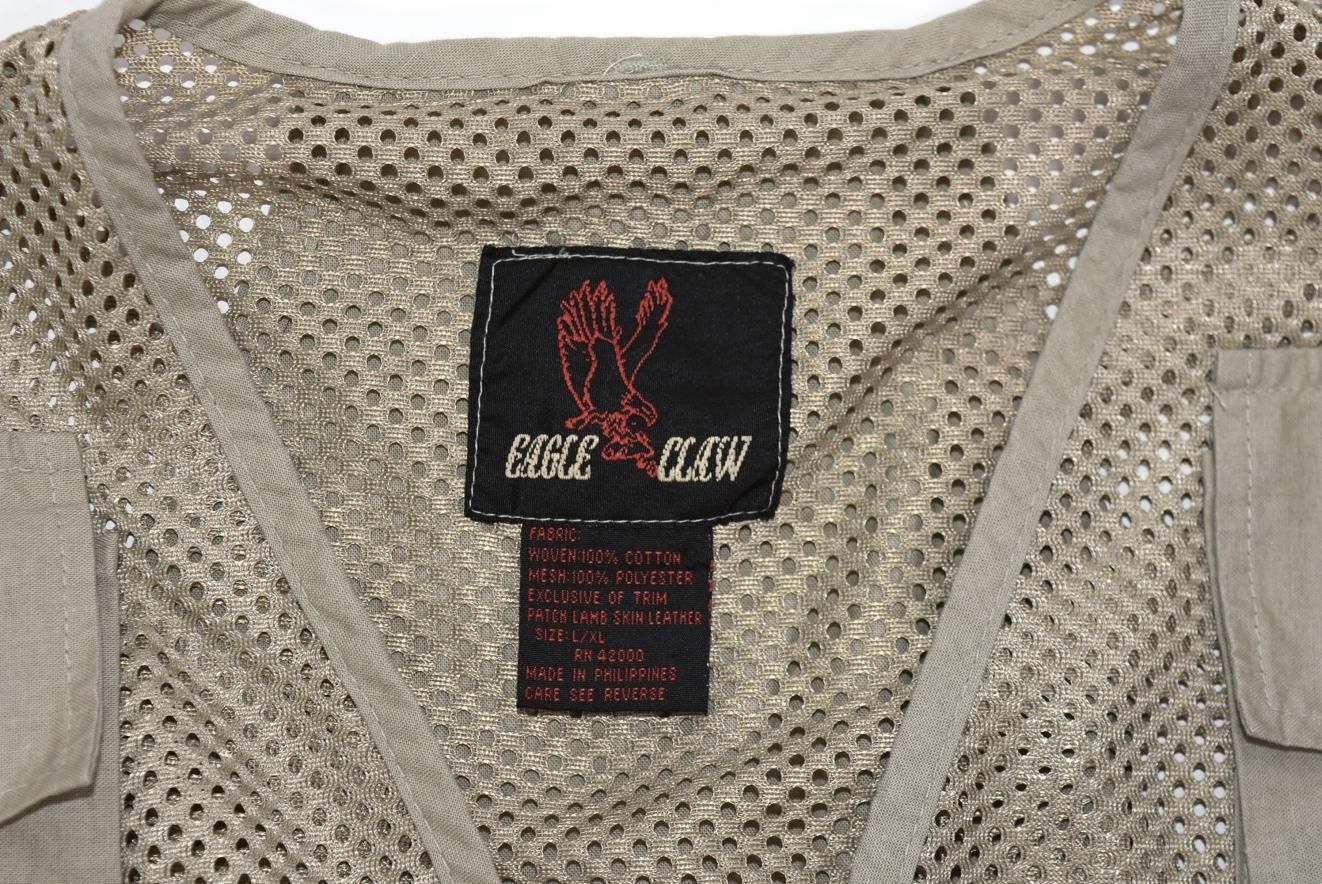 EAGLE CLAW
FABRIC:
WOVEN:100% COTTON
MESH:100% POLYESTER
EXCLUSIVE OF TRIM
PATCH LAMB SKIN LEATHER
SIZE:L/XL
RN 42000
MADE IN PHILIPPINES
CARE SEE REVERSE